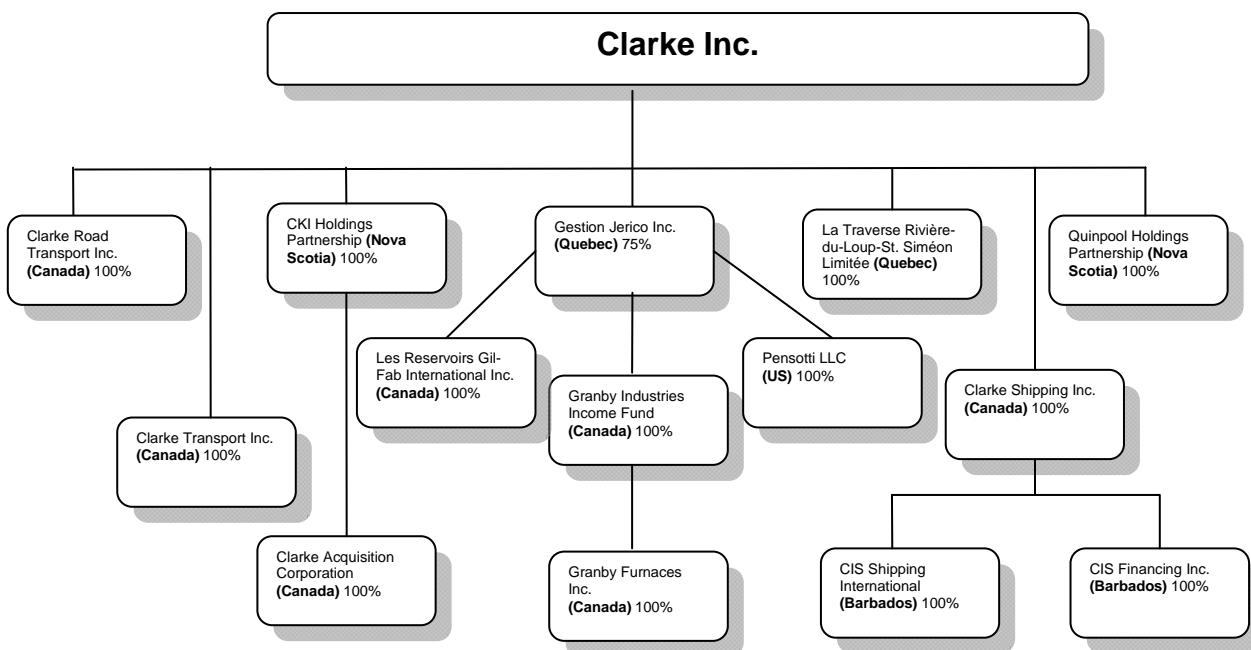 Clarke Inc.
Clarke Road
Transport Inc.
(Canada) 100%
CKI Holdings
Partnership (Nova
Scotia) 100%
Gestion Jerico Inc.
(Quebec) 75%
La Traverse Rivière-
du-Loup-St. Siméon
Limitée (Quebec)
100%
Quinpool Holdings
Partnership (Nova
Scotia) 100%
Les Reservoirs Gil-
Fab International Inc.
(Canada) 100%
Granby Industries
Income Fund
(Canada) 100%
Pensotti LLC
(US) 100%
Clarke Shipping Inc.
(Canada) 100%
Clarke Transport Inc.
(Canada) 100%
Clarke Acquisition
Corporation
(Canada) 100%
Granby Furnaces
Inc.
(Canada) 100%
CIS Shipping
International
(Barbados) 100%
CIS Financing Inc.
(Barbados) 100%